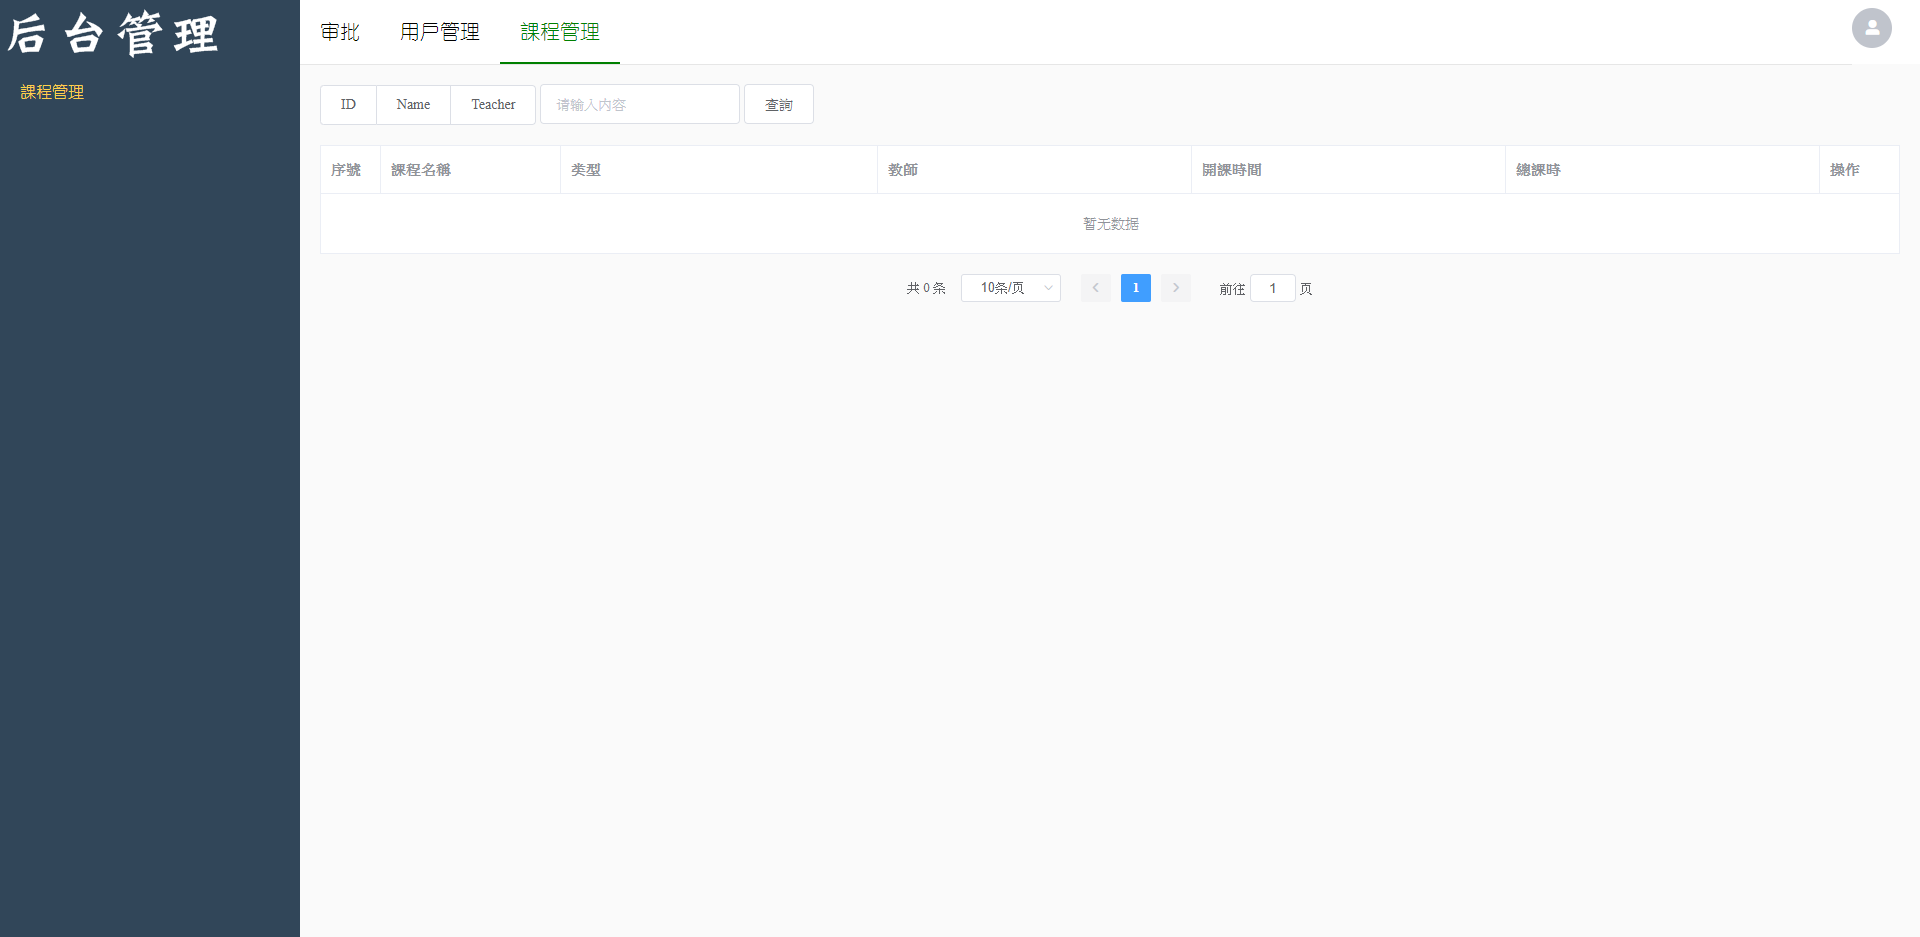 后台管理
審批 用戶管理 課程管理
課程管理
ID Name Teacher 请输入内容 查詢
序號 課程名稱 类型 教師 開課時間 總課時 操作
暂无数据
共 0 条 10条/页 1 前往 1 页